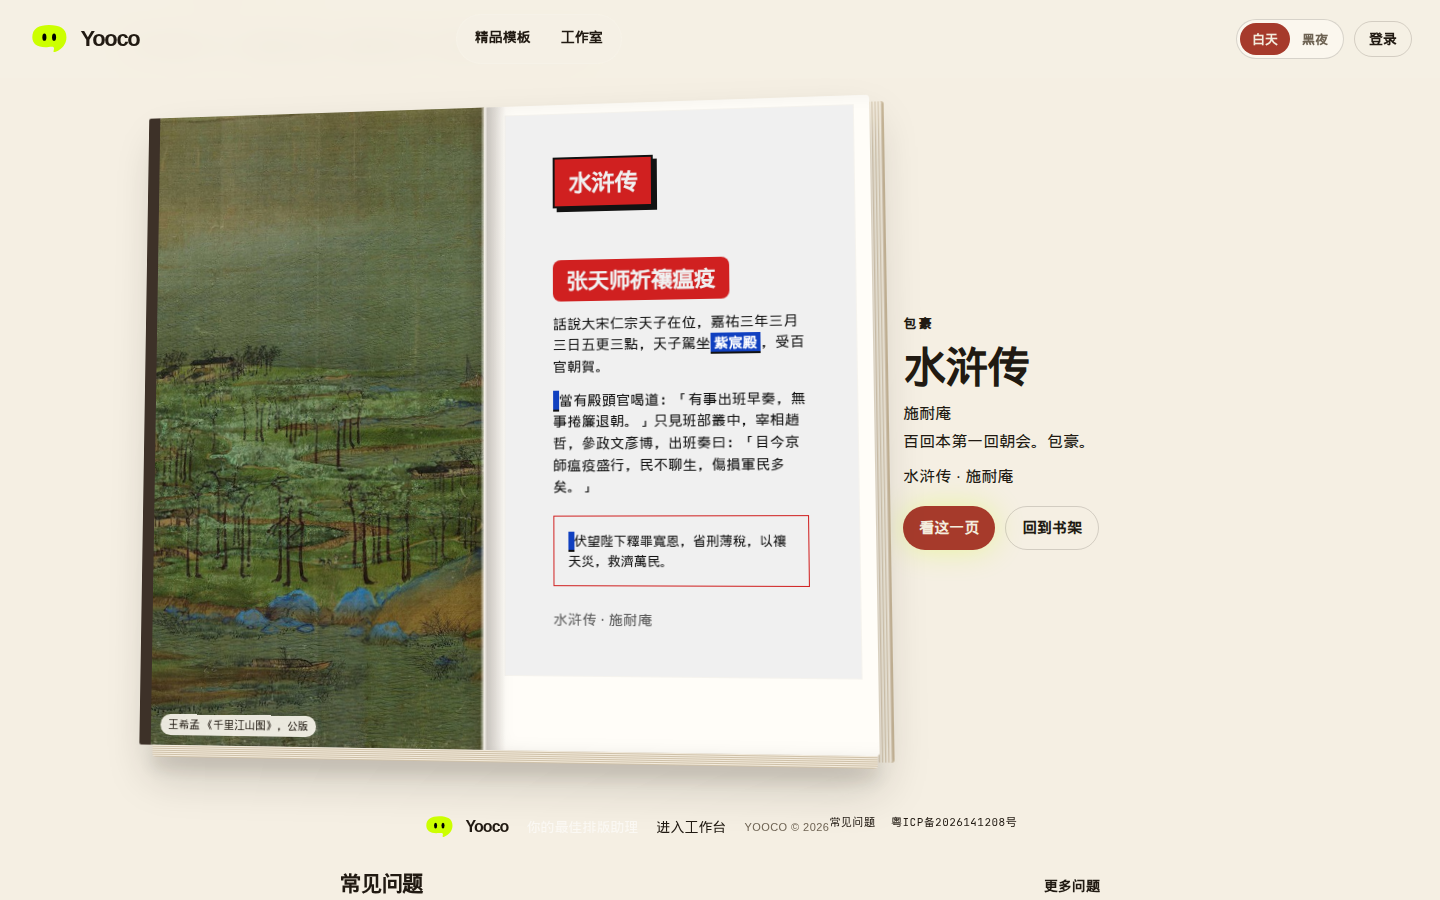 Yooco
精品模板
工作室
白天
黑夜
登录
水浒传
张天师祈禳瘟疫
話說大宋仁宗天子在位，嘉祐三年三月
三日五更三點，天子駕坐紫宸殿，受百
官朝賀。
當有殿頭官喝道：「有事出班早奏，無
事捲簾退朝。」只見班部叢中，宰相趙
哲，參政文彥博，出班奏曰：「目今京
師瘟疫盛行，民不聊生，傷損軍民多
矣。」
伏望陛下釋罪寬恩，省刑薄稅，以禳
天災，救濟萬民。
水浒传 · 施耐庵
王希孟《千里江山图》，公版
包豪
水浒传
施耐庵
百回本第一回朝会。包豪。
水浒传 · 施耐庵
看这一页
回到书架
Yooco
你的最佳排版助理
进入工作台
YOOCO © 2026
常见问题
粤ICP备2026141208号
常见问题
更多问题